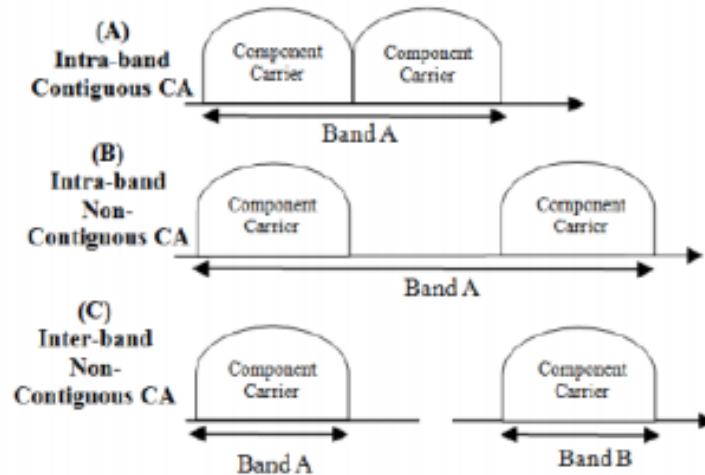 (A)
Intra-band
Contiguous CA
Component
Carrier
Component
Carrier
Band A
(B)
Intra-band
Non-
Contiguous CA
Component
Carrier
Component
Carrier
Band A
(C)
Inter-band
Non-
Contiguous CA
Component
Carrier
Component
Carrier
Band A
Band B